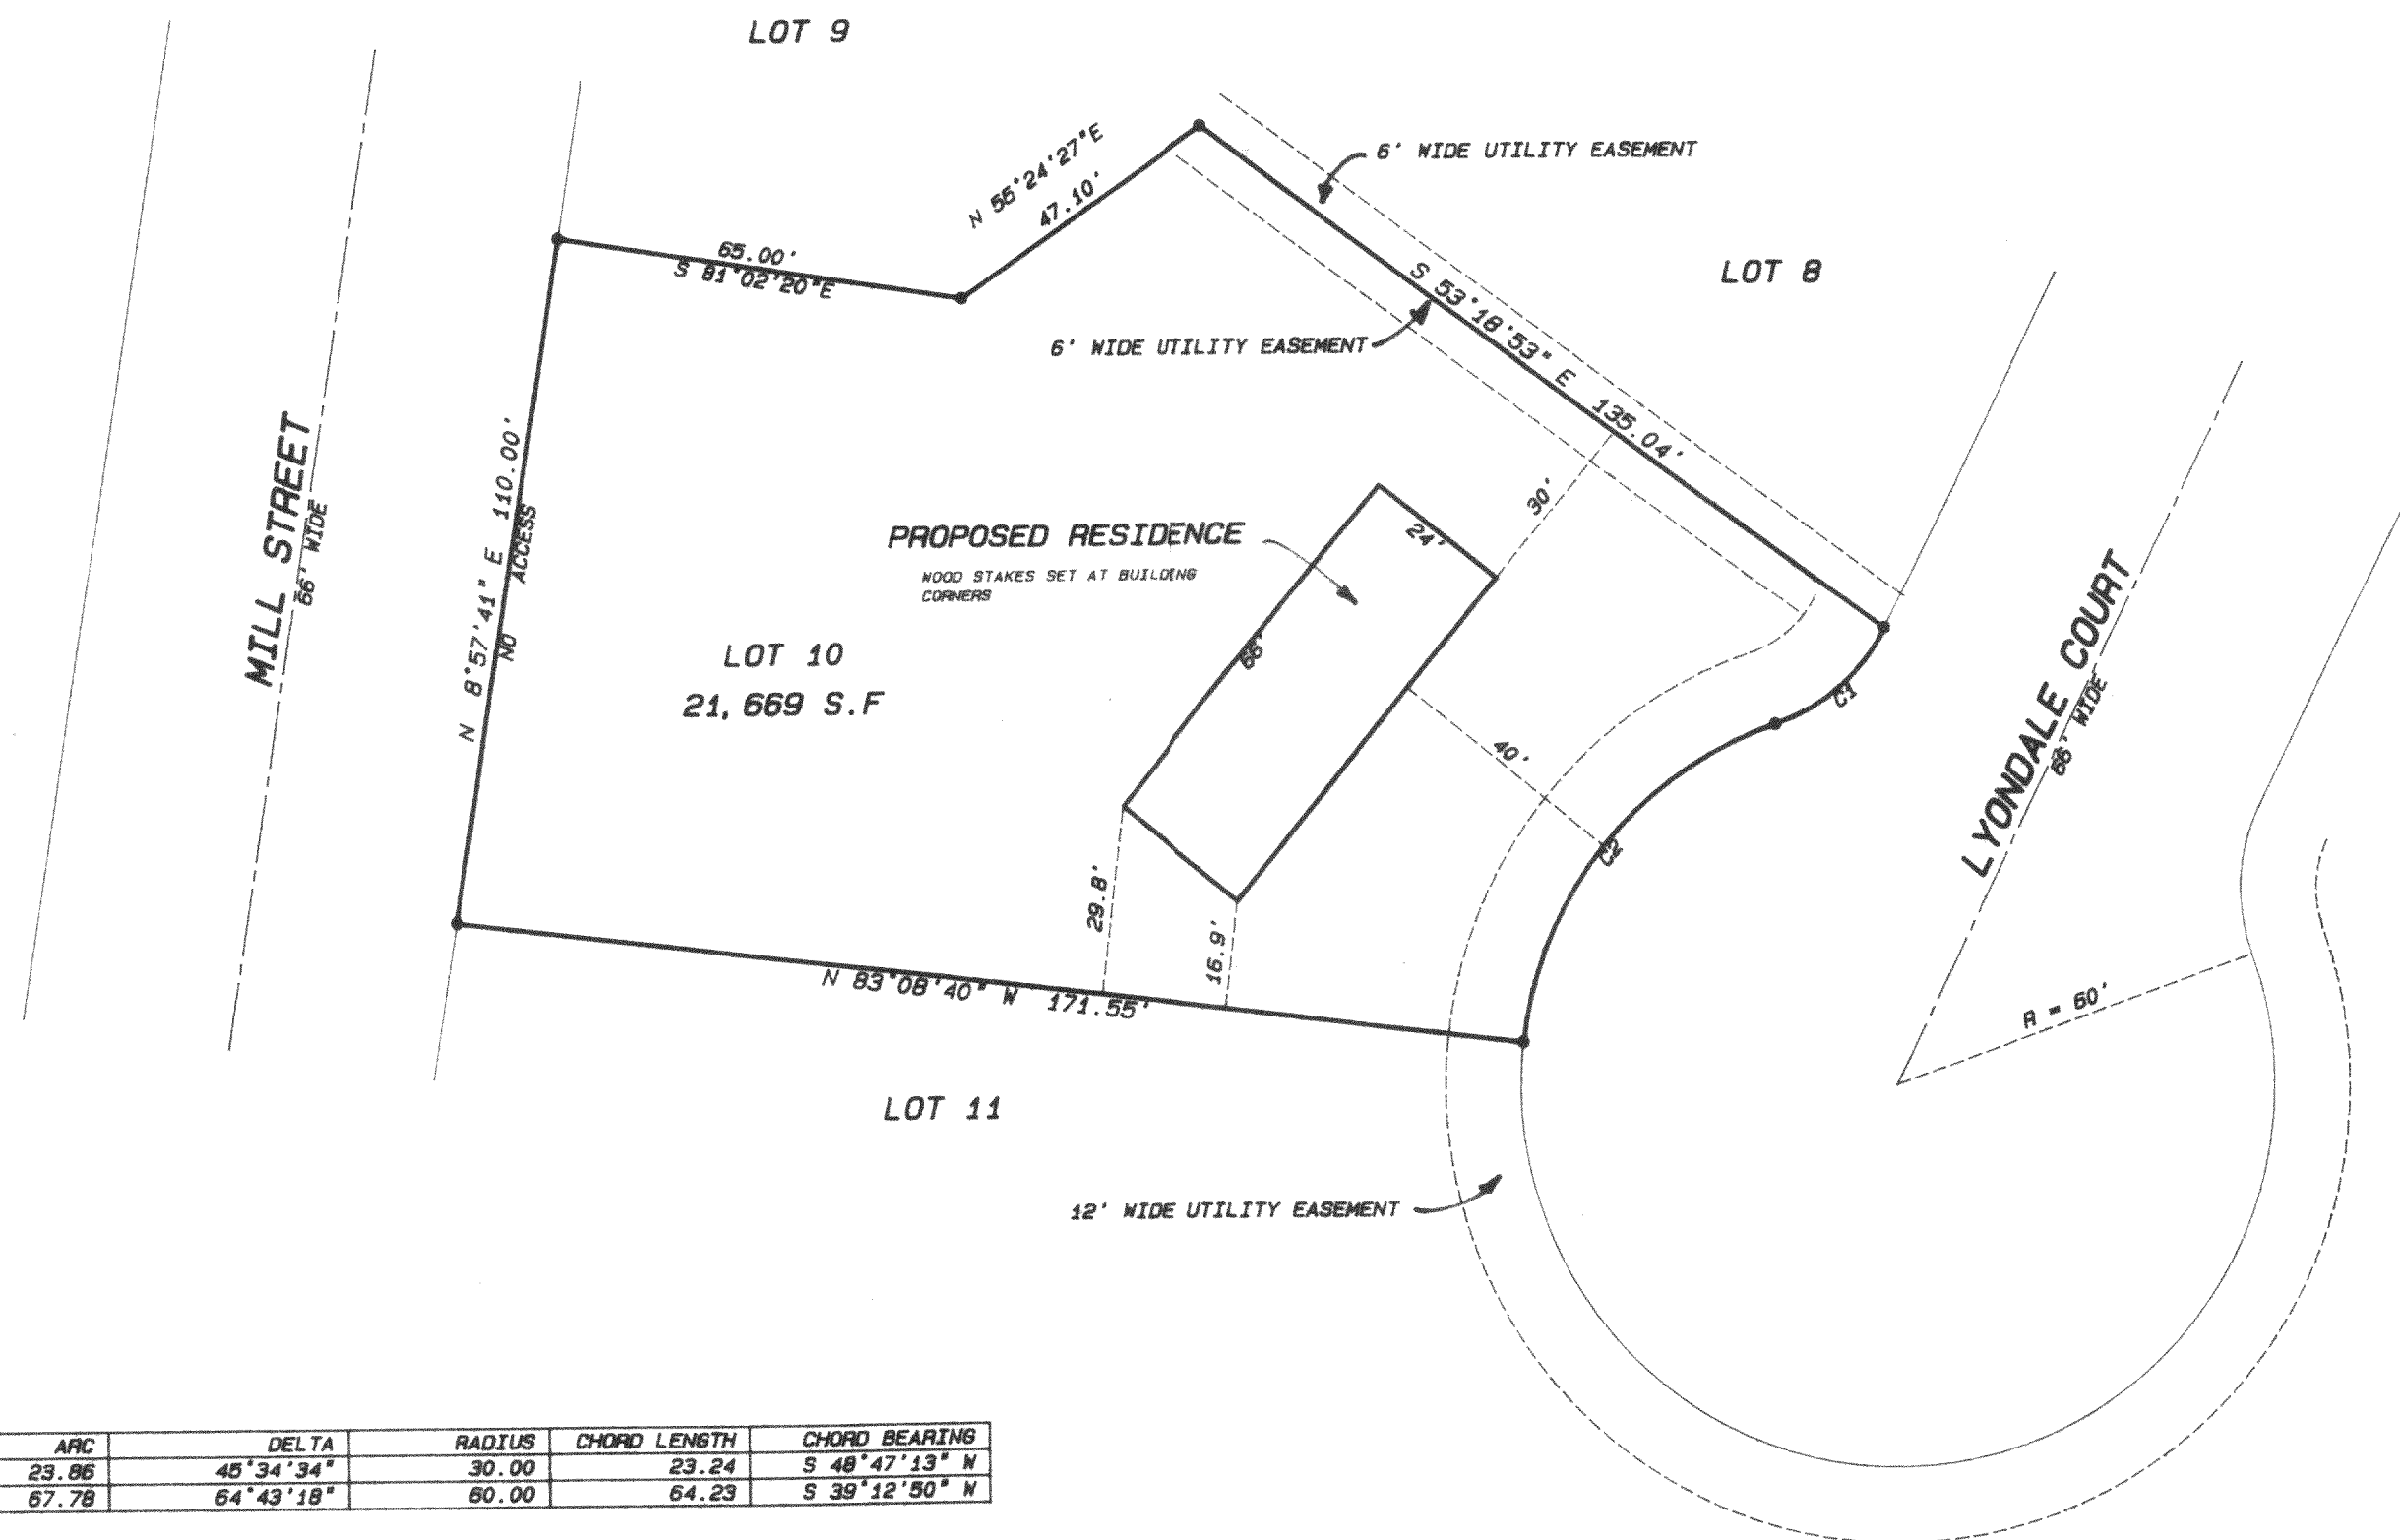 LOT 9
N 55°24'27"E
47.10'
6' WIDE UTILITY EASEMENT
65.00'
S 81°02'20"E
LOT 8
S 53°18'53" E 135.04'
6' WIDE UTILITY EASEMENT
MILL STREET
66' WIDE
N 8°57'41" E 110.00'
NO ACCESS
30'
24'
PROPOSED RESIDENCE
WOOD STAKES SET AT BUILDING
CORNERS
66'
LOT 10
21,669 S.F
C1
LYONDALE COURT
66' WIDE
40'
C2
29.8'
16.9'
N 83°08'40" W 171.55'
R = 60'
LOT 11
12' WIDE UTILITY EASEMENT
ARC DELTA RADIUS CHORD LENGTH CHORD BEARING
23.86 45°34'34" 30.00 23.24 S 48°47'13" W
67.78 64°43'18" 60.00 64.23 S 39°12'50" W